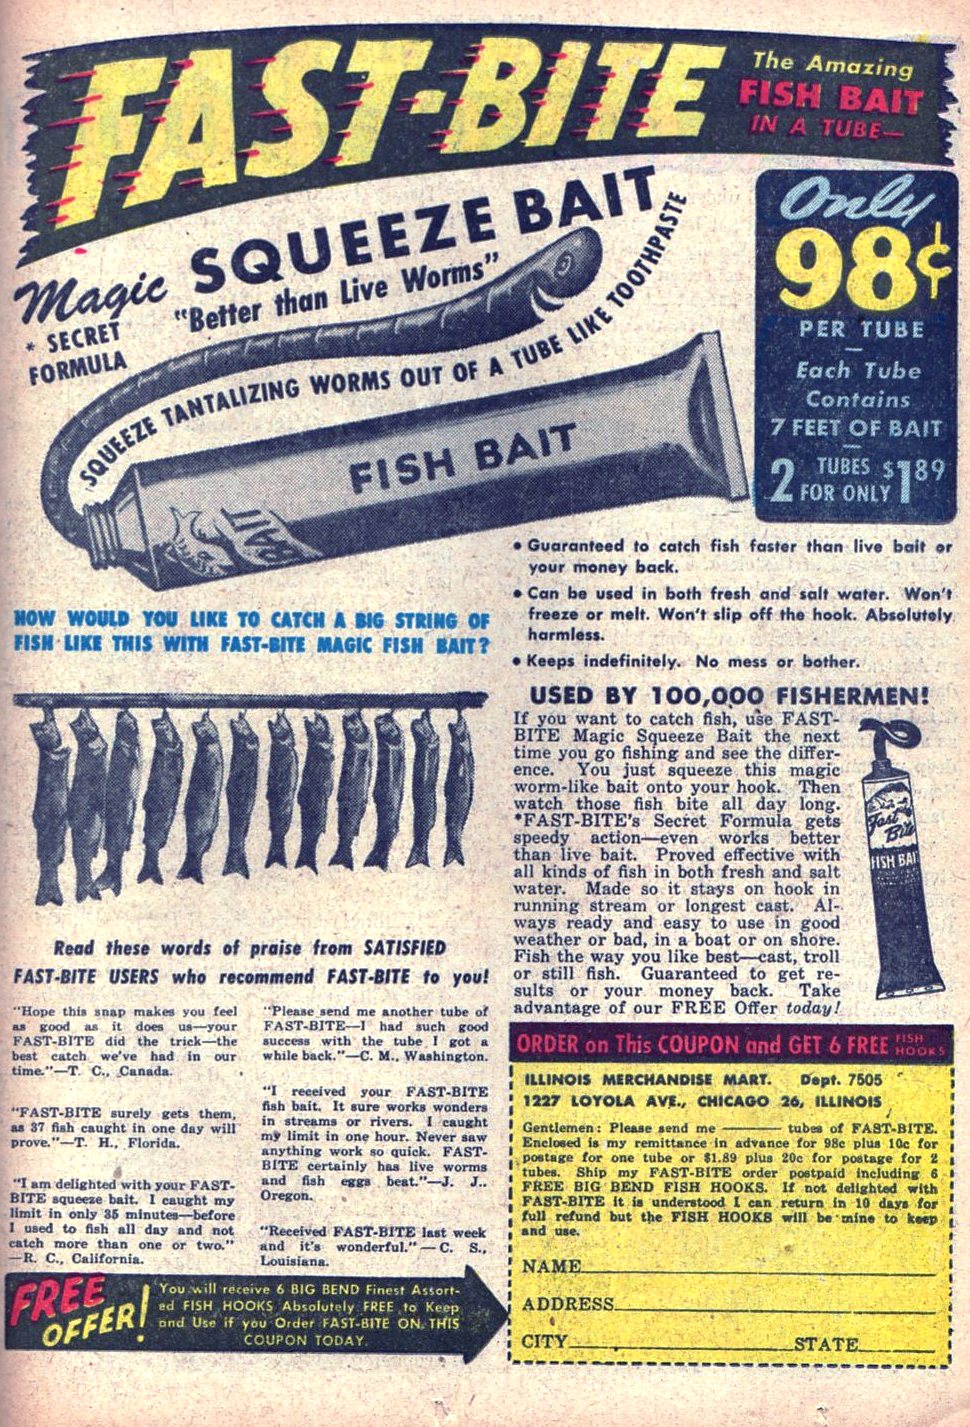 FAST-BITE
The Amazing
FISH BAIT
IN A TUBE—
Magic SQUEEZE BAIT
"Better than Live Worms"
* SECRET
FORMULA
SQUEEZE TANTALIZING WORMS OUT OF A TUBE LIKE TOOTHPASTE
FISH BAIT
BAIT
Only
98¢
PER TUBE
Each Tube
Contains
7 FEET OF BAIT
2 TUBES $1.89
FOR ONLY
• Guaranteed to catch fish faster than live bait or
your money back.
• Can be used in both fresh and salt water. Won't
freeze or melt. Won't slip off the hook. Absolutely
harmless.
• Keeps indefinitely. No mess or bother.
HOW WOULD YOU LIKE TO CATCH A BIG STRING OF
FISH LIKE THIS WITH FAST-BITE MAGIC FISH BAIT?
USED BY 100,000 FISHERMEN!
If you want to catch fish, use FAST-
BITE Magic Squeeze Bait the next
time you go fishing and see the differ-
ence. You just squeeze this magic
worm-like bait onto your hook. Then
watch those fish bite all day long.
*FAST-BITE's Secret Formula gets
speedy action—even works better
than live bait. Proved effective with
all kinds of fish in both fresh and salt
water. Made so it stays on hook in
running stream or longest cast. Al-
ways ready and easy to use in good
weather or bad, in a boat or on shore.
Fish the way you like best—cast, troll
or still fish. Guaranteed to get re-
sults or your money back. Take
advantage of our FREE Offer today!
Fast
Bite
FISH BAIT
Read these words of praise from SATISFIED
FAST-BITE USERS who recommend FAST-BITE to you!
"Hope this snap makes you feel
as good as it does us—your
FAST-BITE did the trick—the
best catch we've had in our
time."—T. C., Canada.
"FAST-BITE surely gets them,
as 37 fish caught in one day will
prove."—T. H., Florida.
"I am delighted with your FAST-
BITE squeeze bait. I caught my
limit in only 35 minutes—before
I used to fish all day and not
catch more than one or two."
—R. C., California.
"Please send me another tube of
FAST-BITE—I had such good
success with the tube I got a
while back."—C. M., Washington.
"I received your FAST-BITE
fish bait. It sure works wonders
in streams or rivers. I caught
my limit in one hour. Never saw
anything work so quick. FAST-
BITE certainly has live worms
and fish eggs beat."—J. J..
Oregon.
"Received FAST-BITE last week
and it's wonderful."—C. S.,
Louisiana.
FREE
OFFER!
You will receive 6 BIG BEND Finest Assort-
ed FISH HOOKS Absolutely FREE to Keep
and Use if you Order FAST-BITE ON THIS
COUPON TODAY.
ORDER on This COUPON and GET 6 FREE FISH HOOKS
ILLINOIS MERCHANDISE MART. Dept. 7505
1227 LOYOLA AVE., CHICAGO 26, ILLINOIS
Gentlemen: Please send me ——— tubes of FAST-BITE.
Enclosed is my remittance in advance for 98c plus 10c for
postage for one tube or $1.89 plus 20c for postage for 2
tubes. Ship my FAST-BITE order postpaid including 6
FREE BIG BEND FISH HOOKS. If not delighted with
FAST-BITE it is understood I can return in 10 days for
full refund but the FISH HOOKS will be mine to keep
and use.
NAME
ADDRESS
CITY STATE